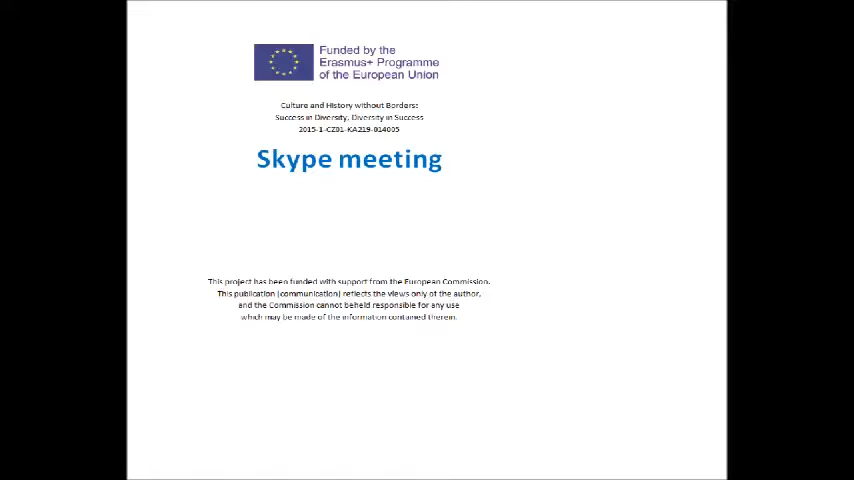 Funded by the
Erasmus+ Programme
of the European Union
Culture and History without Borders:
Success in Diversity, Diversity in Success
2015-1-CZ01-KA219-014005
Skype meeting
This project has been funded with support from the European Commission.
This publication [communication] reflects the views only of the author,
and the Commission cannot beheld responsible for any use
which may be made of the information contained therein.